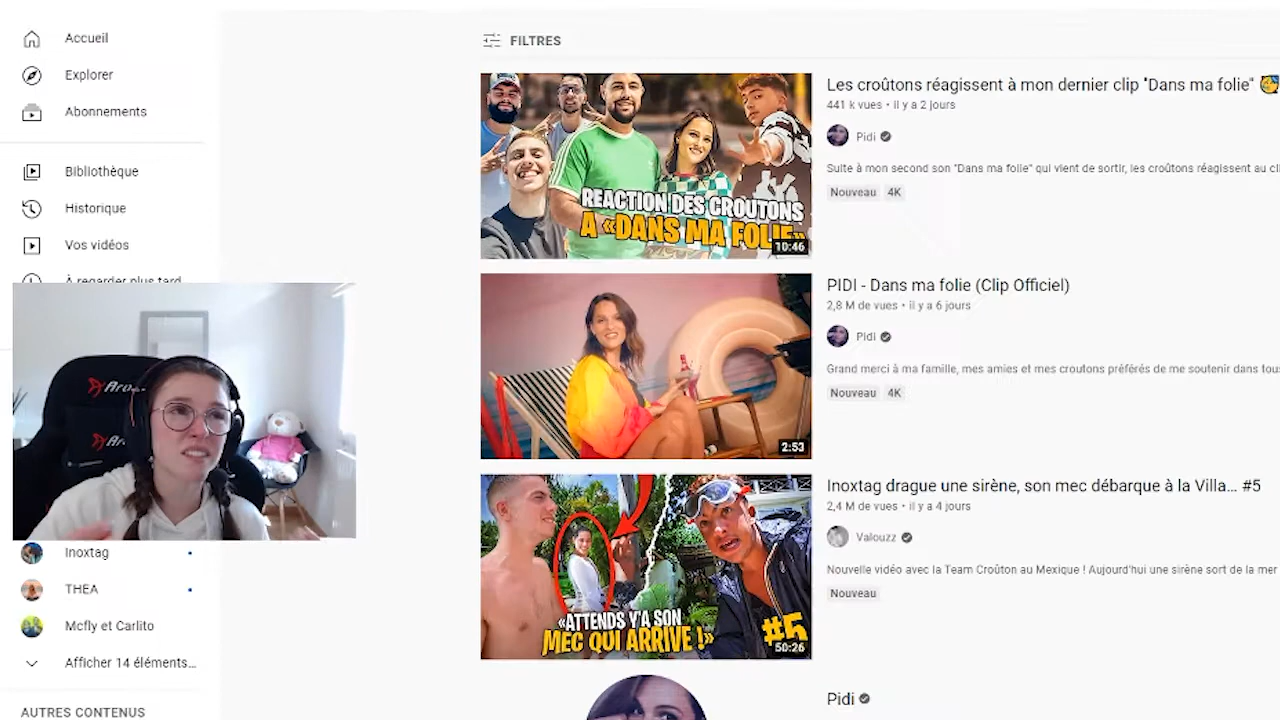 Accueil
Explorer
Abonnements
Bibliothèque
Historique
Vos vidéos
À regarder plus tard
Inoxtag
THEA
Mcfly et Carlito
Afficher 14 éléments...
AUTRES CONTENUS
FILTRES
REACTION DES CROUTONS
A «DANS MA FOLIE»
10:46
Les croûtons réagissent à mon dernier clip "Dans ma folie"
441 k vues • il y a 2 jours
Pidi
Suite à mon second son "Dans ma folie" qui vient de sortir, les croûtons réagissent au
Nouveau 4K
2:53
PIDI - Dans ma folie (Clip Officiel)
2,8 M de vues • il y a 6 jours
Pidi
Grand merci à ma famille, mes amies et mes croutons préférés de me soutenir dans
Nouveau 4K
«ATTENDS Y'A SON
MEC QUI ARRIVE !»
#5
50:26
Inoxtag drague une sirène, son mec débarque à la Villa... #5
2,4 M de vues • il y a 4 jours
Valouzz
Nouvelle vidéo avec la Team Croûton au Mexique ! Aujourd'hui une sirène sort de la mer
Nouveau
Pidi